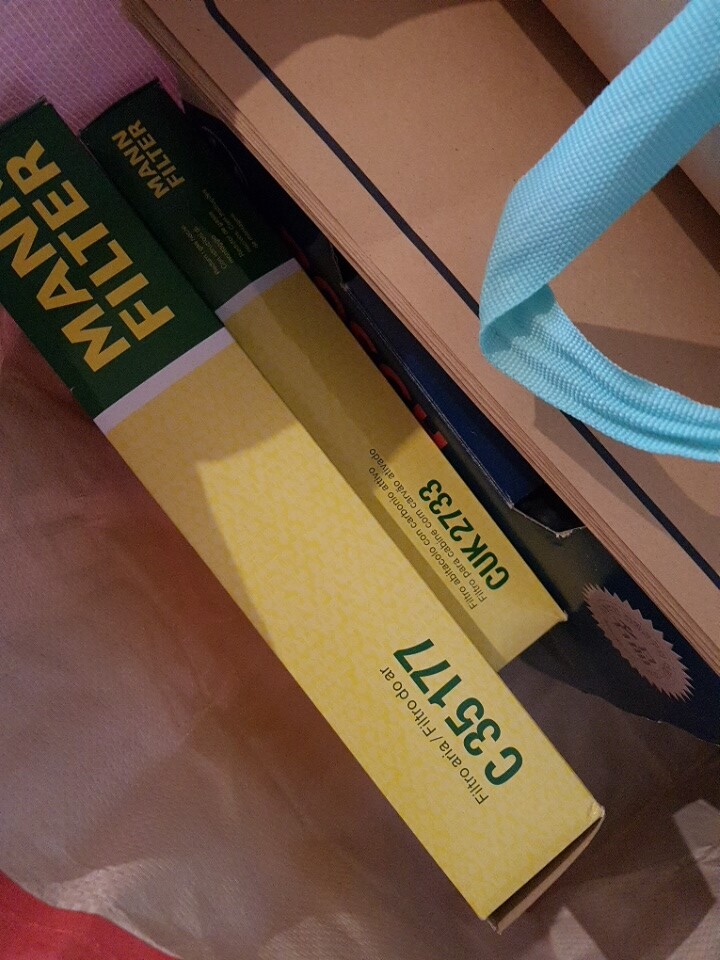 MANN
FILTER
Filtro aria / Filtro do ar
C 35 177
MANN
FILTER
Filtro abitacolo con carbonio attivo
Filtro para cabine com carvão ativado
CUK 2733